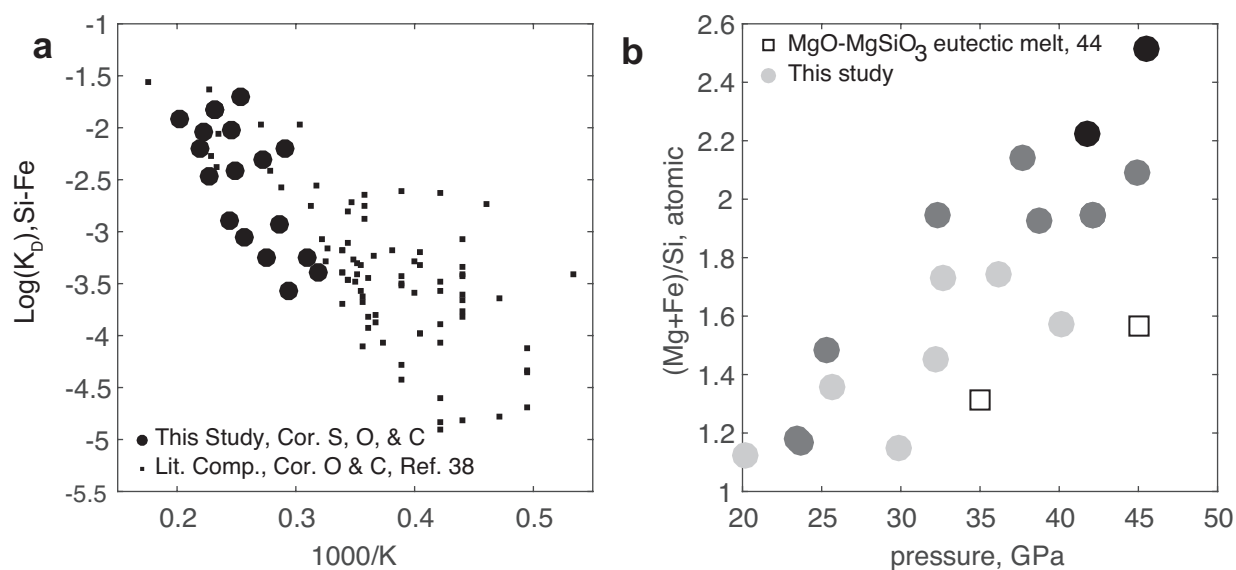 a
-1
-1.5
-2
-2.5
-3
-3.5
-4
-4.5
-5
-5.5
Log(K_D),Si-Fe
This Study, Cor. S, O, & C
Lit. Comp., Cor. O & C, Ref. 38
0.2 0.3 0.4 0.5
1000/K
b
2.6
2.4
2.2
2
1.8
1.6
1.4
1.2
1
(Mg+Fe)/Si, atomic
MgO-MgSiO3 eutectic melt, 44
This study
20 25 30 35 40 45 50
pressure, GPa